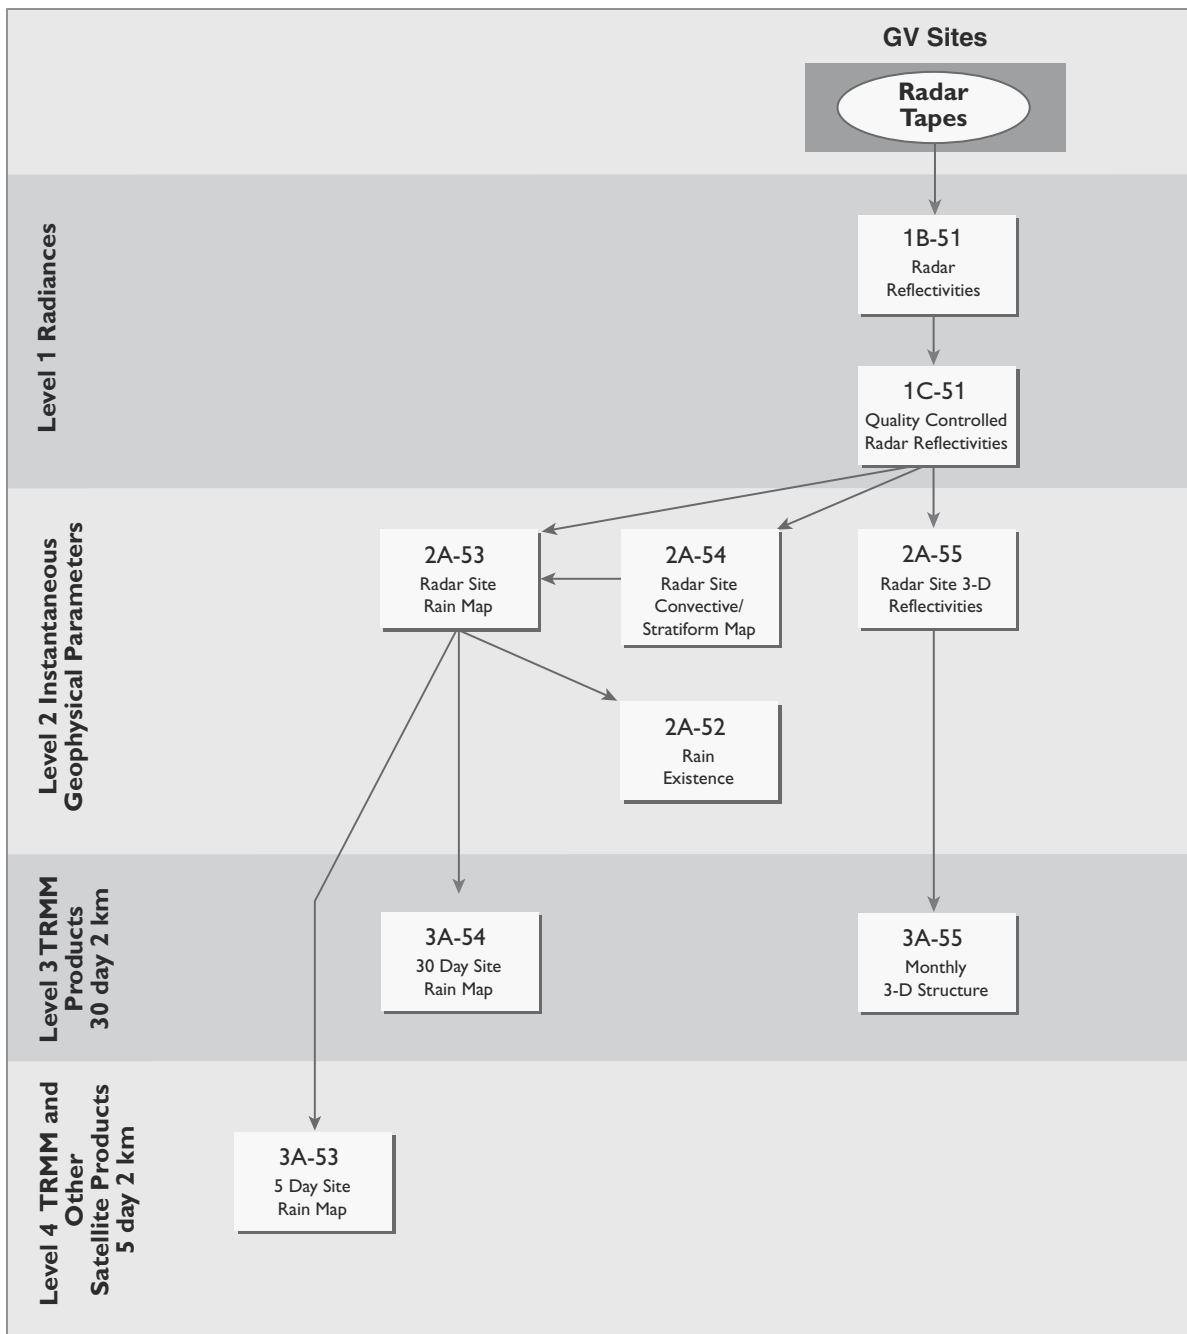 GV Sites
Radar
Tapes
Level 1 Radiances
1B-51
Radar
Reflectivities
1C-51
Quality Controlled
Radar Reflectivities
Level 2 Instantaneous
Geophysical Parameters
2A-53
Radar Site
Rain Map
2A-54
Radar Site
Convective/
Stratiform Map
2A-55
Radar Site 3-D
Reflectivities
2A-52
Rain
Existence
Level 3 TRMM
Products
30 day 2 km
3A-54
30 Day Site
Rain Map
3A-55
Monthly
3-D Structure
Level 4 TRMM and
Other
Satellite Products
5 day 2 km
3A-53
5 Day Site
Rain Map